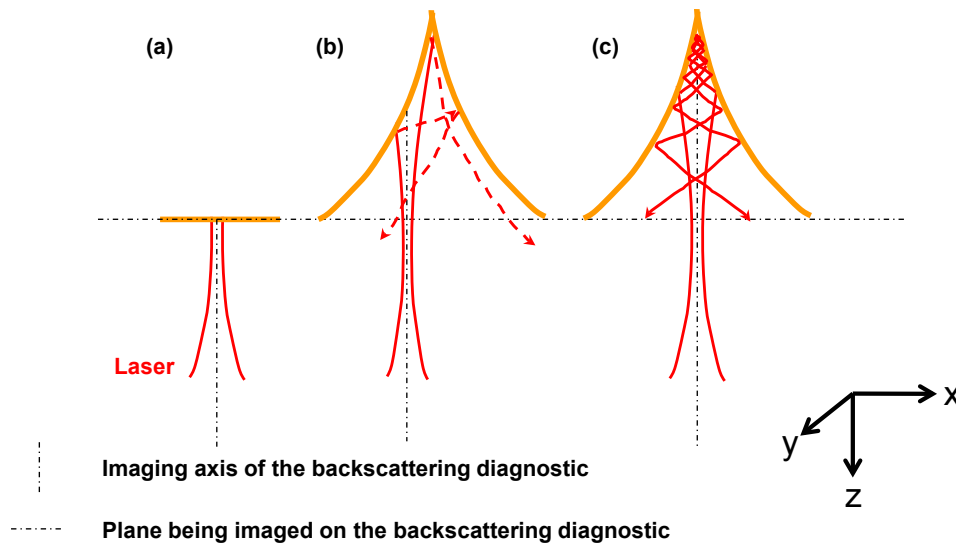 (a)
(b)
(c)
Laser
x
y
z
Imaging axis of the backscattering diagnostic
Plane being imaged on the backscattering diagnostic